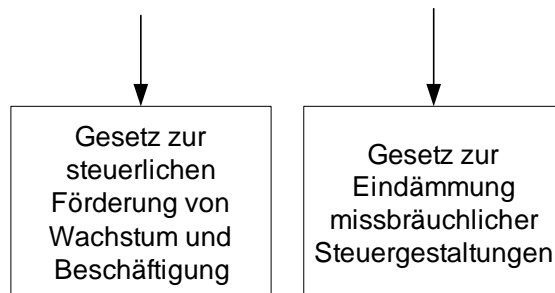 Gesetz zur
steuerlichen
Förderung von
Wachstum und
Beschäftigung
Gesetz zur
Eindämmung
missbräuchlicher
Steuergestaltungen